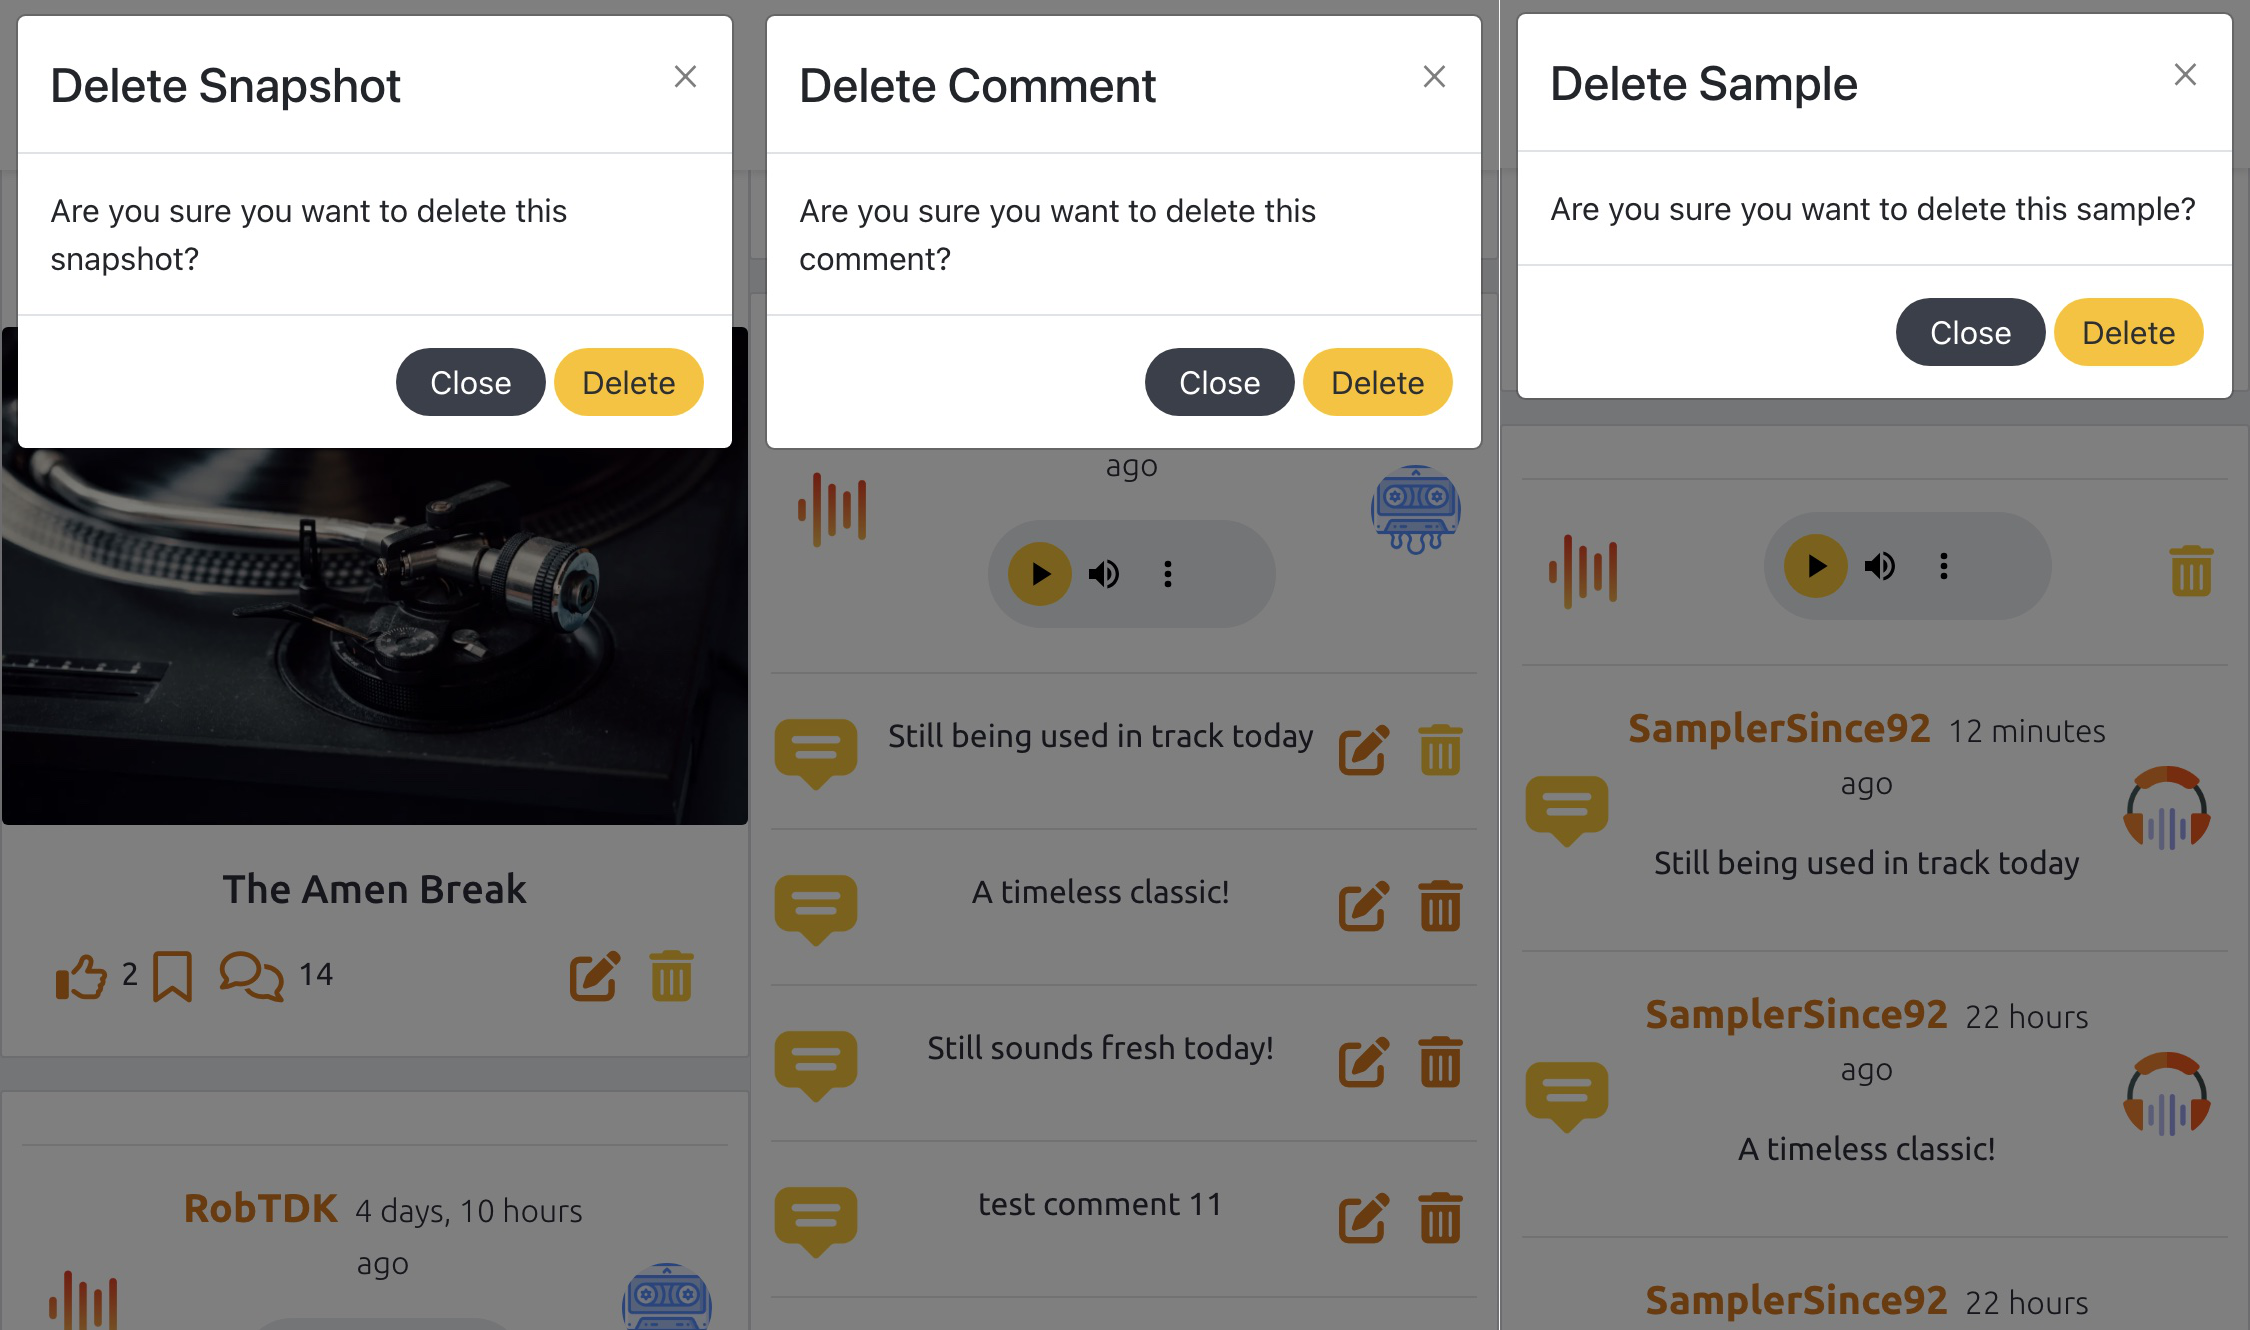 Delete Snapshot
Are you sure you want to delete this
snapshot?
Close
Delete
The Amen Break
2
14
RobTDK 4 days, 10 hours
ago
Delete Comment
Are you sure you want to delete this
comment?
Close
Delete
ago
Still being used in track today
A timeless classic!
Still sounds fresh today!
test comment 11
Delete Sample
Are you sure you want to delete this sample?
Close
Delete
SamplerSince92 12 minutes
ago
Still being used in track today
SamplerSince92 22 hours
ago
A timeless classic!
SamplerSince92 22 hours